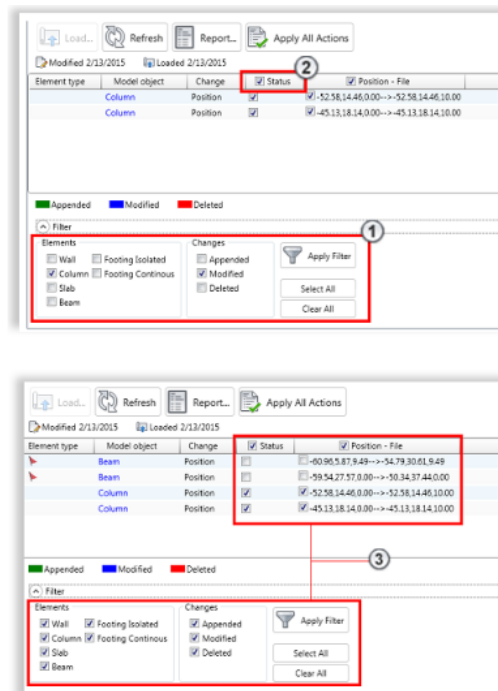 Load... Refresh Report... Apply All Actions
Modified 2/13/2015 Loaded 2/13/2015
2
Element type Model object Change Status Position - File
Column Position -52.58,14.46,0.00-->-52.58,14.46,10.00
Column Position -45.13,18.14,0.00-->-45.13,18.14,10.00
Appended Modified Deleted
Filter
1
Elements Changes
Wall Footing Isolated Appended Apply Filter
Column Footing Continous Modified
Slab Deleted Select All
Beam Clear All
Load... Refresh Report... Apply All Actions
Modified 2/13/2015 Loaded 2/13/2015
Element type Model object Change Status Position - File
Beam Position -60.96,5.87,9.49-->-54.79,30.61,9.49
Beam Position -59.54,27.57,0.00-->-50.34,37.44,0.00
Column Position -52.58,14.46,0.00-->-52.58,14.46,10.00
Column Position -45.13,18.14,0.00-->-45.13,18.14,10.00
3
Appended Modified Deleted
Filter
Elements Changes
Wall Footing Isolated Appended Apply Filter
Column Footing Continous Modified
Slab Deleted Select All
Beam Clear All